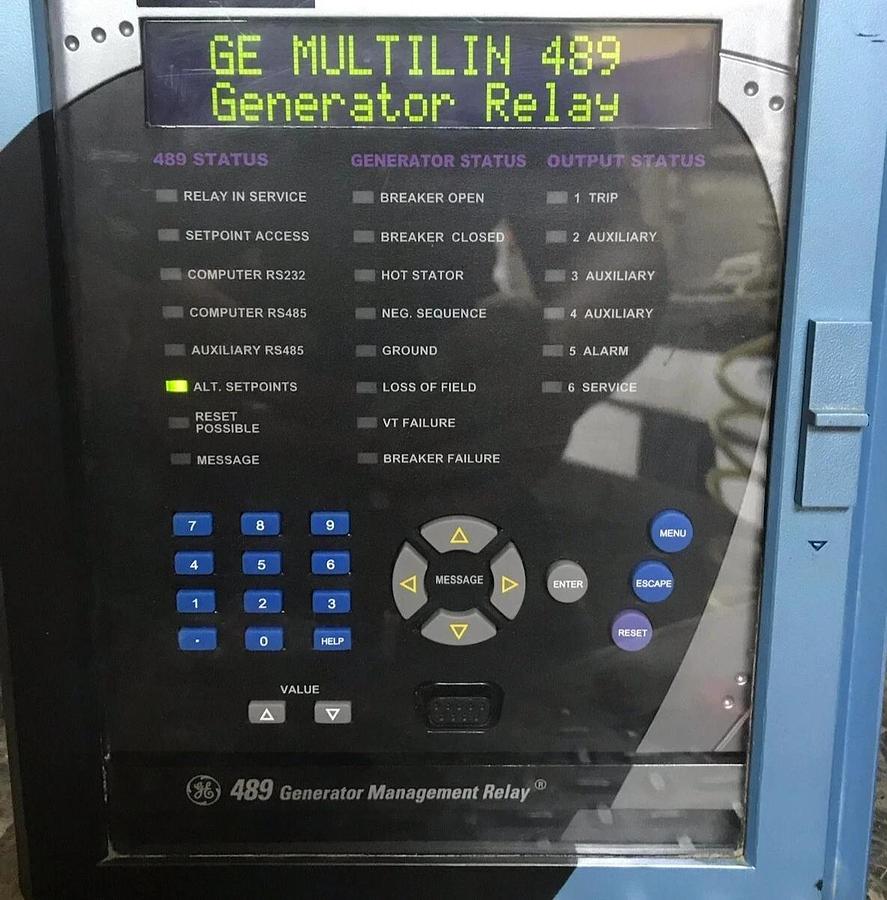 GE MULTILIN 489
Generator Relay
489 STATUS GENERATOR STATUS OUTPUT STATUS
RELAY IN SERVICE BREAKER OPEN 1 TRIP
SETPOINT ACCESS BREAKER CLOSED 2 AUXILIARY
COMPUTER RS232 HOT STATOR 3 AUXILIARY
COMPUTER RS485 NEG. SEQUENCE 4 AUXILIARY
AUXILIARY RS485 GROUND 5 ALARM
ALT. SETPOINTS LOSS OF FIELD 6 SERVICE
RESET
POSSIBLE VT FAILURE
MESSAGE BREAKER FAILURE
7 8 9 MENU
4 5 6 MESSAGE ENTER ESCAPE
1 2 3 RESET
. 0 HELP
VALUE
GE 489 Generator Management Relay ®